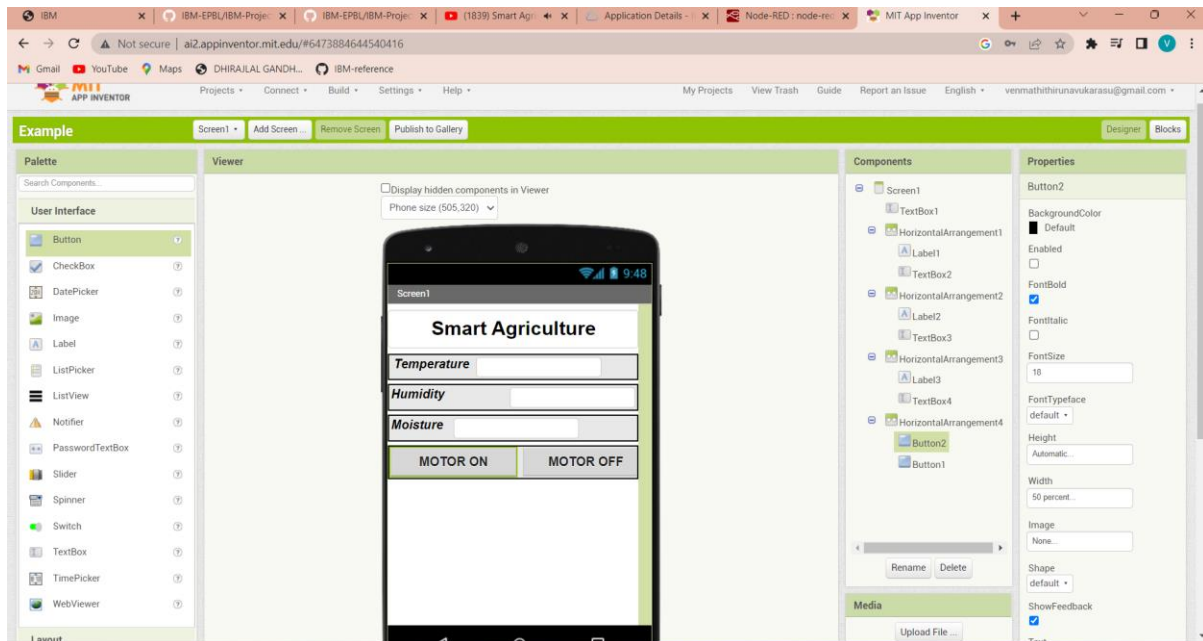 IBM
IBM-EPBL/IBM-Projec
IBM-EPBL/IBM-Projec
(1839) Smart Agri
Application Details -
Node-RED : node-red
MIT App Inventor
Not secure | ai2.appinventor.mit.edu/#6473884644540416
Gmail
YouTube
Maps
DHIRAJLAL GANDH...
IBM-reference
MIT
APP INVENTOR
Projects
Connect
Build
Settings
Help
My Projects
View Trash
Guide
Report an Issue
English
venmathithirunavukarasu@gmail.com
Example
Screen1
Add Screen ...
Remove Screen
Publish to Gallery
Designer
Blocks
Palette
Search Components...
User Interface
Button
CheckBox
DatePicker
Image
Label
ListPicker
ListView
Notifier
PasswordTextBox
Slider
Spinner
Switch
TextBox
TimePicker
WebViewer
Layout
Viewer
Display hidden components in Viewer
Phone size (505,320)
9:48
Screen1
Smart Agriculture
Temperature
Humidity
Moisture
MOTOR ON
MOTOR OFF
Components
Screen1
TextBox1
HorizontalArrangement1
Label1
TextBox2
HorizontalArrangement2
Label2
TextBox3
HorizontalArrangement3
Label3
TextBox4
HorizontalArrangement4
Button2
Button1
Rename
Delete
Media
Upload File ...
Properties
Button2
BackgroundColor
Default
Enabled
FontBold
FontItalic
FontSize
18
FontTypeface
default
Height
Automatic...
Width
50 percent...
Image
None...
Shape
default
ShowFeedback
Text